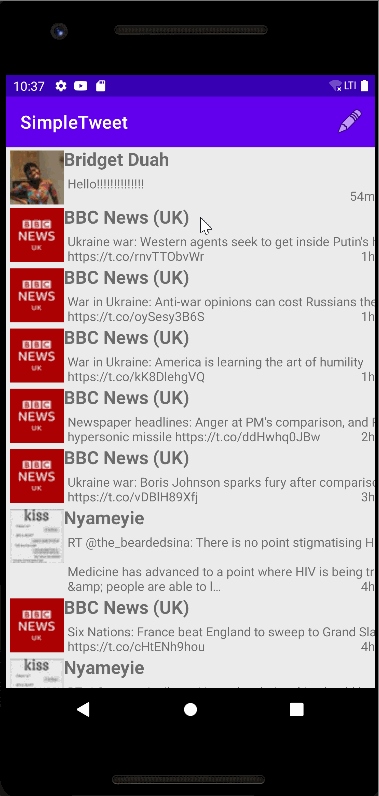 10:37
LTE
SimpleTweet
Bridget Duah
Hello!!!!!!!!!!!!!!!
54m
BBC NEWS UK
BBC News (UK)
Ukraine war: Western agents seek to get inside Putin's h
https://t.co/rnvTTObvWr
1h
BBC NEWS UK
BBC News (UK)
War in Ukraine: Anti-war opinions can cost Russians the
https://t.co/oySesy3B6S
1h
BBC NEWS UK
BBC News (UK)
War in Ukraine: America is learning the art of humility
https://t.co/kK8DlehgVQ
1h
BBC NEWS UK
BBC News (UK)
Newspaper headlines: Anger at PM's comparison, and F
hypersonic missile https://t.co/ddHwhq0JBw
2h
BBC NEWS UK
BBC News (UK)
Ukraine war: Boris Johnson sparks fury after compariso
https://t.co/vDBIH89Xfj
3h
kiss
Nyameyie
RT @the_beardedsina: There is no point stigmatising H
Medicine has advanced to a point where HIV is being tr
&amp; people are able to l…
4h
BBC NEWS UK
BBC News (UK)
Six Nations: France beat England to sweep to Grand Sla
https://t.co/cHtENh9hou
4h
kiss
Nyameyie